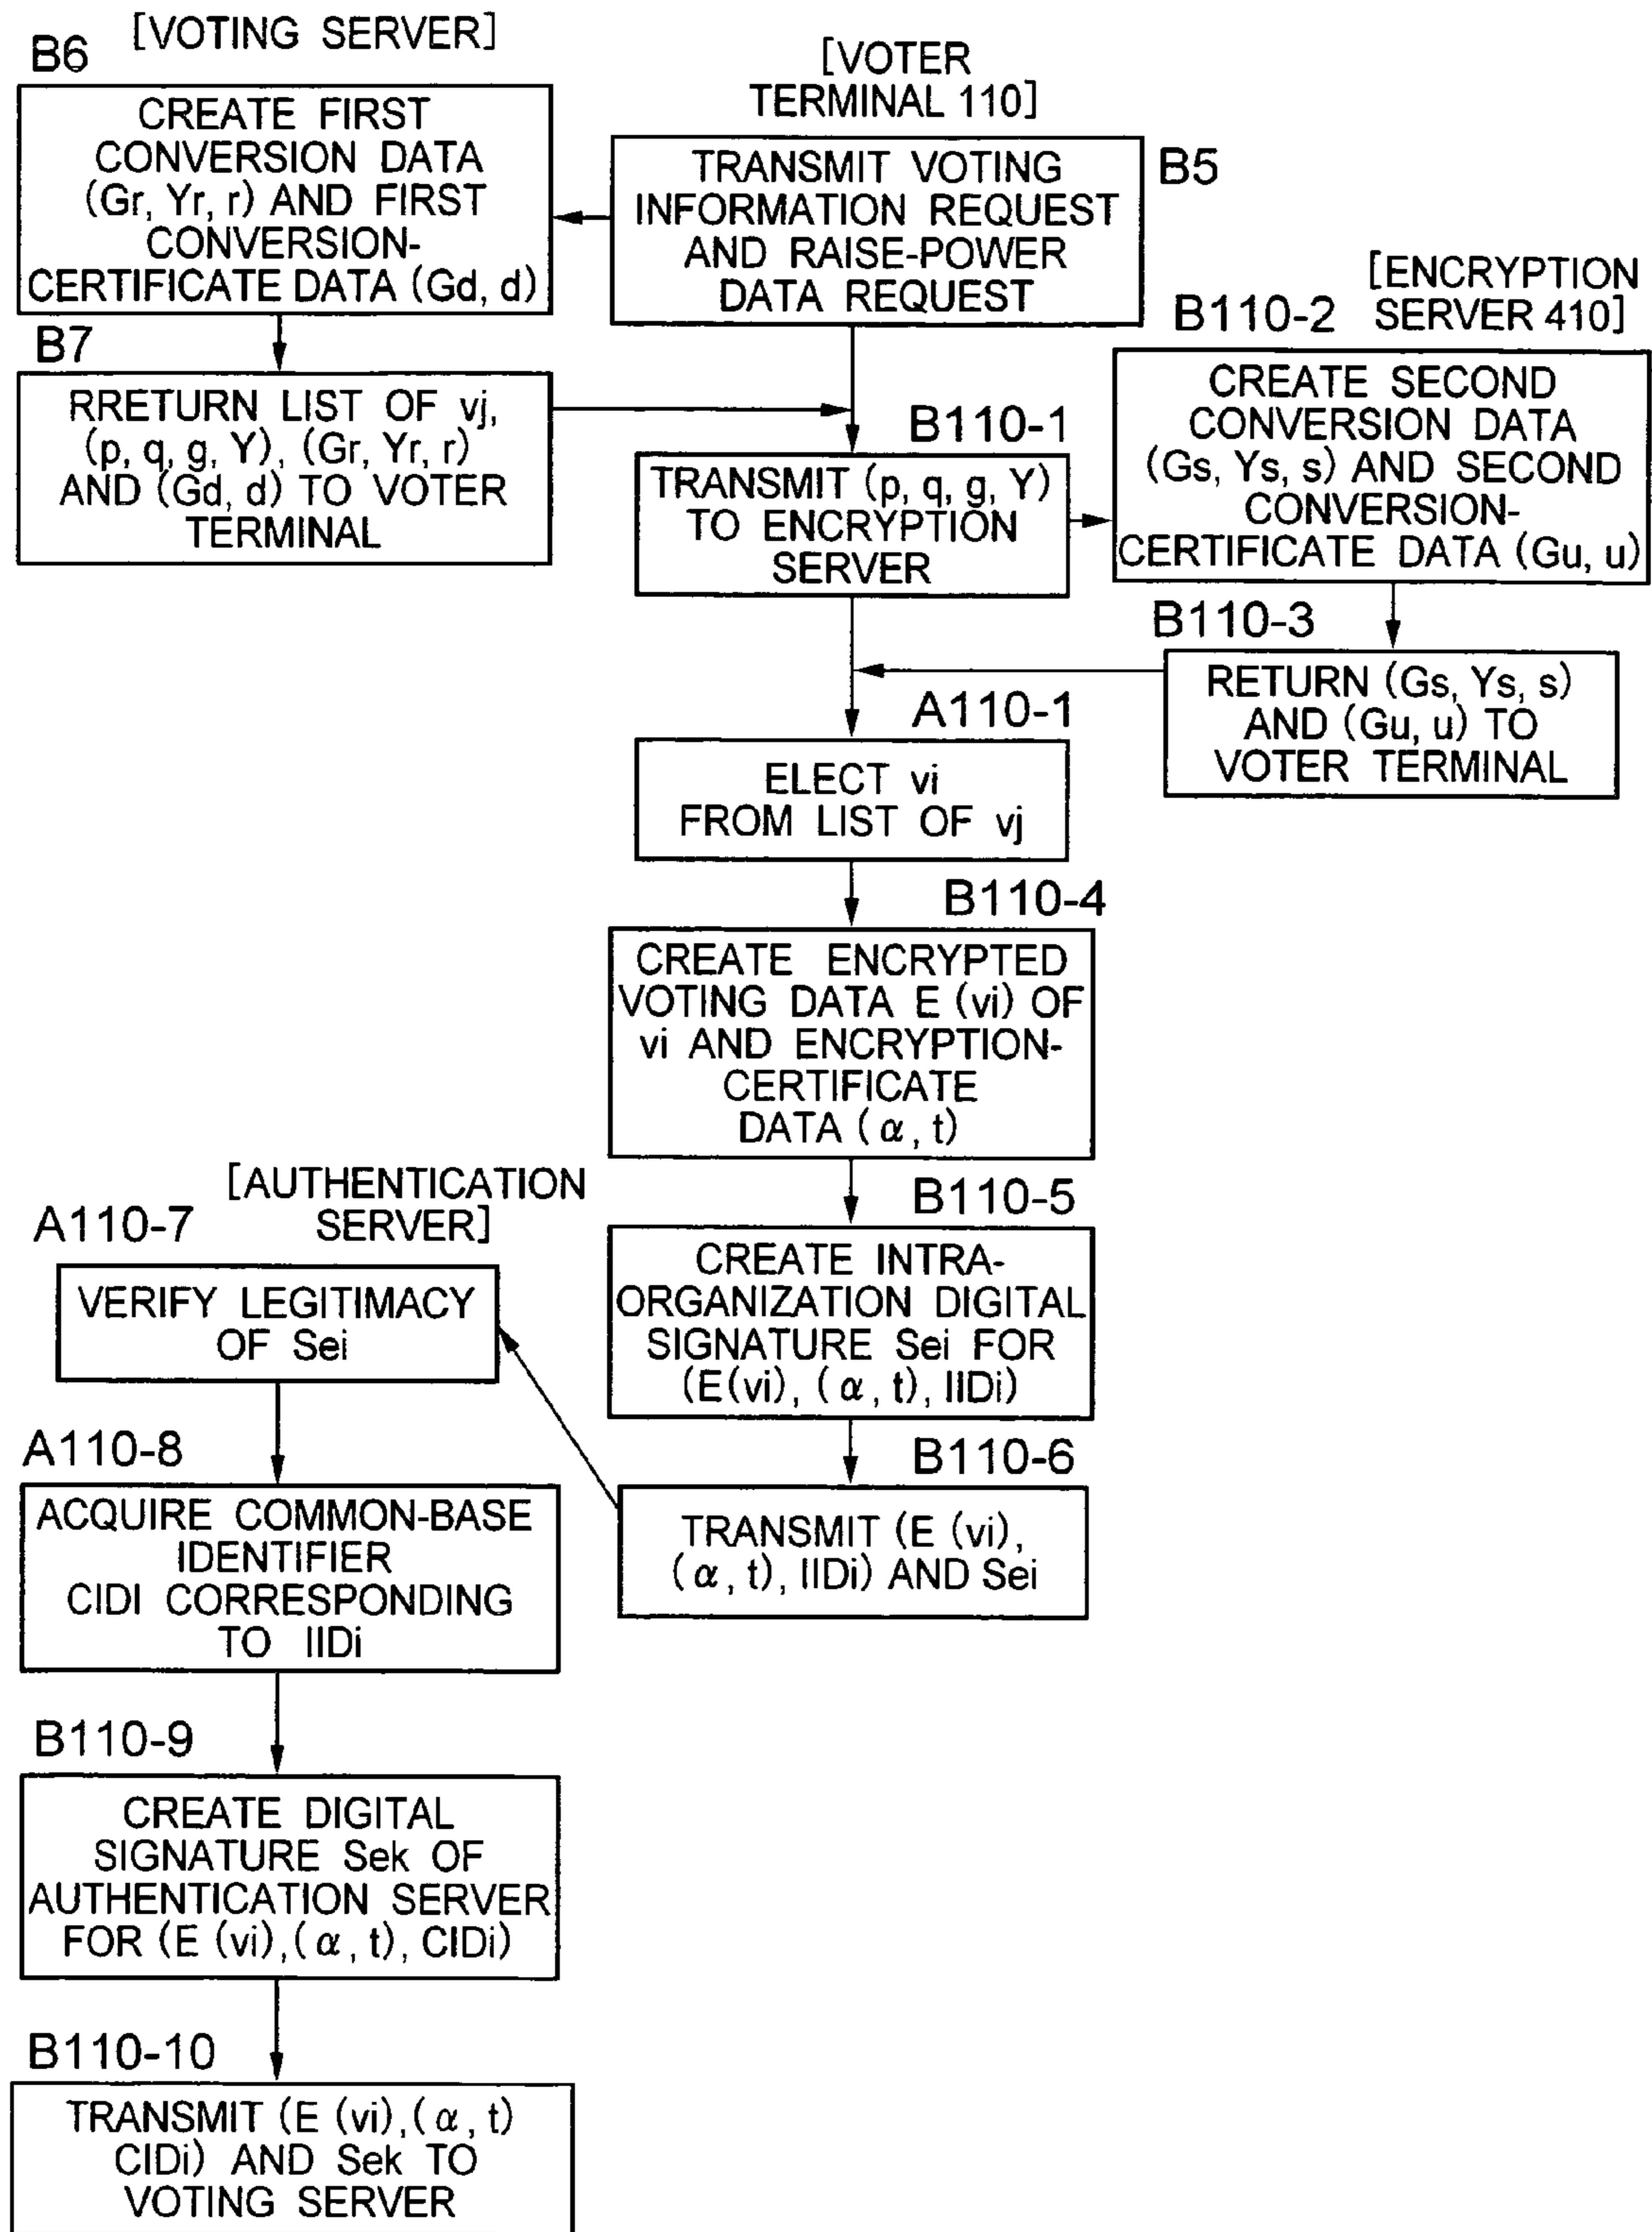 B6
[VOTING SERVER]
CREATE FIRST
CONVERSION DATA
(Gr, Yr, r) AND FIRST
CONVERSION-
CERTIFICATE DATA (Gd, d)
[VOTER
TERMINAL 110]
TRANSMIT VOTING
INFORMATION REQUEST
AND RAISE-POWER
DATA REQUEST
B5
B7
RRETURN LIST OF vj,
(p, q, g, Y), (Gr, Yr, r)
AND (Gd, d) TO VOTER
TERMINAL
B110-1
TRANSMIT (p, q, g, Y)
TO ENCRYPTION
SERVER
[ENCRYPTION
SERVER 410]
B110-2
CREATE SECOND
CONVERSION DATA
(Gs, Ys, s) AND SECOND
CONVERSION-
CERTIFICATE DATA (Gu, u)
B110-3
RETURN (Gs, Ys, s)
AND (Gu, u) TO
VOTER TERMINAL
A110-1
ELECT vi
FROM LIST OF vj
B110-4
CREATE ENCRYPTED
VOTING DATA E (vi) OF
vi AND ENCRYPTION-
CERTIFICATE
DATA (α, t)
B110-5
CREATE INTRA-
ORGANIZATION DIGITAL
SIGNATURE Sei FOR
(E(vi), (α, t), IIDi)
B110-6
TRANSMIT (E (vi),
(α, t), IIDi) AND Sei
[AUTHENTICATION
SERVER]
A110-7
VERIFY LEGITIMACY
OF Sei
A110-8
ACQUIRE COMMON-BASE
IDENTIFIER
CIDI CORRESPONDING
TO IIDi
B110-9
CREATE DIGITAL
SIGNATURE Sek OF
AUTHENTICATION SERVER
FOR (E (vi),(α, t), CIDi)
B110-10
TRANSMIT (E (vi),(α, t)
CIDi) AND Sek TO
VOTING SERVER